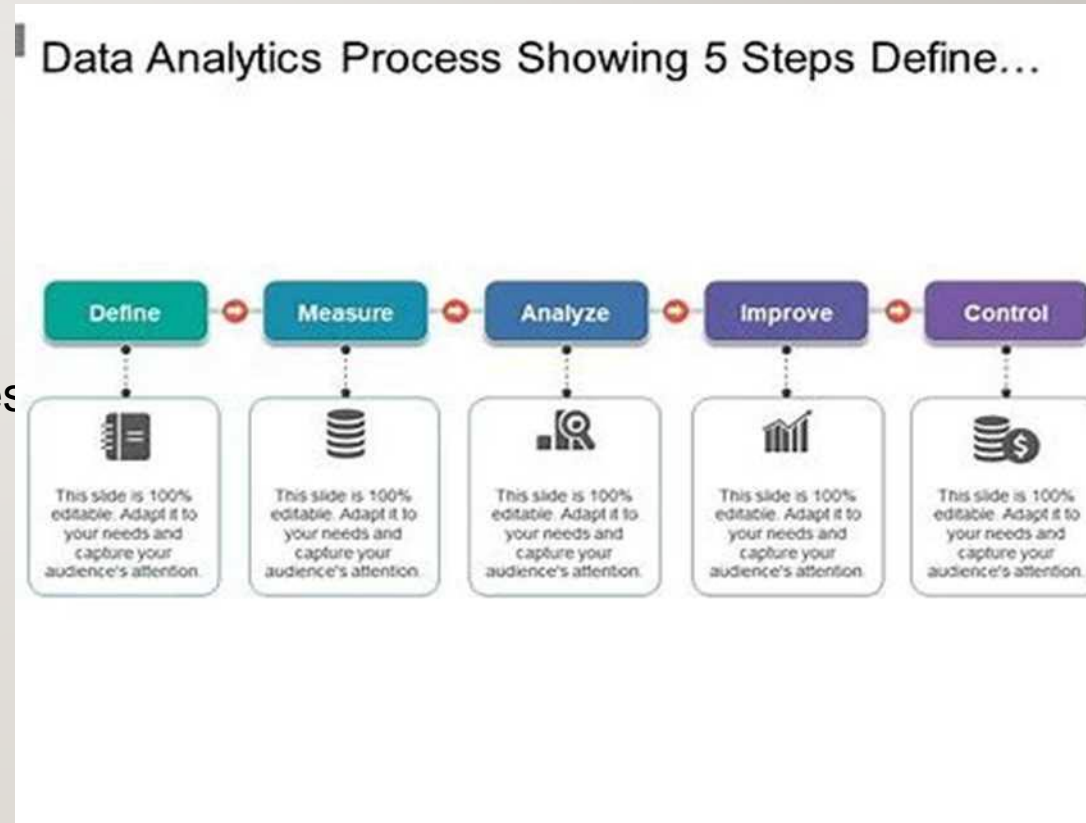 Data Analytics Process Showing 5 Steps Define...
Define
Measure
Analyze
Improve
Control
es
This slide is 100%
editable. Adapt it to
your needs and
capture your
audience's attention.
This slide is 100%
editable. Adapt it to
your needs and
capture your
audience's attention.
This slide is 100%
editable. Adapt it to
your needs and
capture your
audience's attention.
This slide is 100%
editable. Adapt it to
your needs and
capture your
audience's attention.
This slide is 100%
editable. Adapt it to
your needs and
capture your
audience's attention.